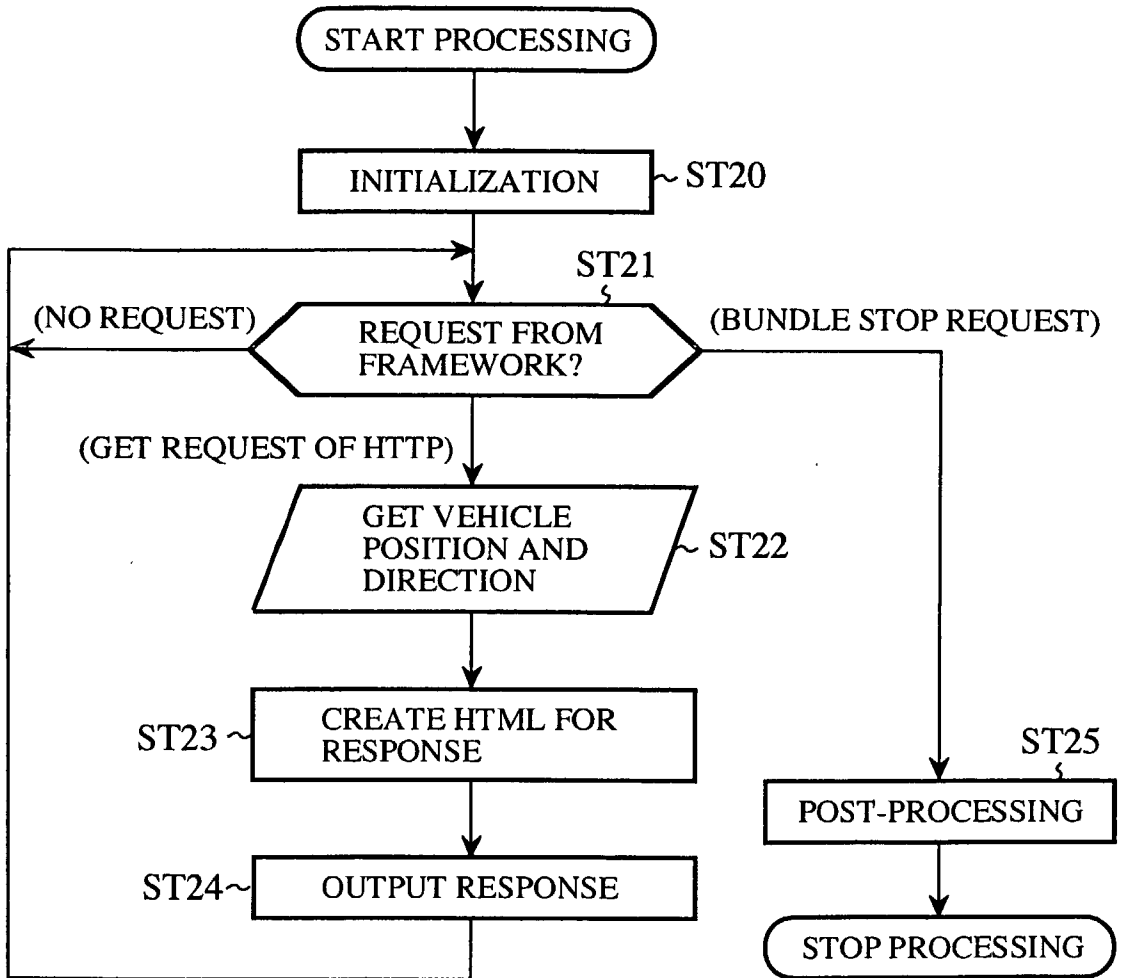 START PROCESSING
INITIALIZATION
ST20
ST21
(NO REQUEST)
REQUEST FROM
FRAMEWORK?
(BUNDLE STOP REQUEST)
(GET REQUEST OF HTTP)
GET VEHICLE
POSITION AND
DIRECTION
ST22
ST23
CREATE HTML FOR
RESPONSE
ST25
POST-PROCESSING
ST24
OUTPUT RESPONSE
STOP PROCESSING